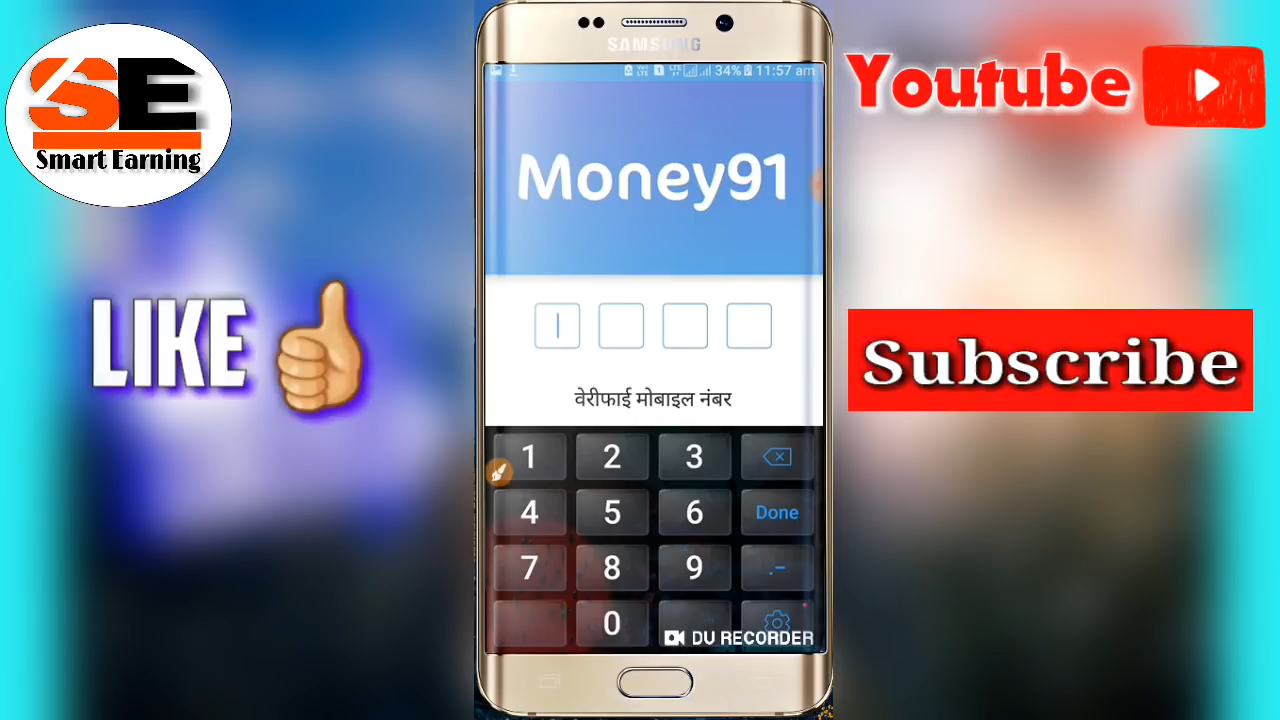 SE
Smart Earning
LIKE
SAMSUNG
34% 11:57 am
Money91
वेरीफाई मोबाइल नंबर
1 2 3
4 5 6 Done
7 8 9 .-
0
DU RECORDER
Youtube
Subscribe